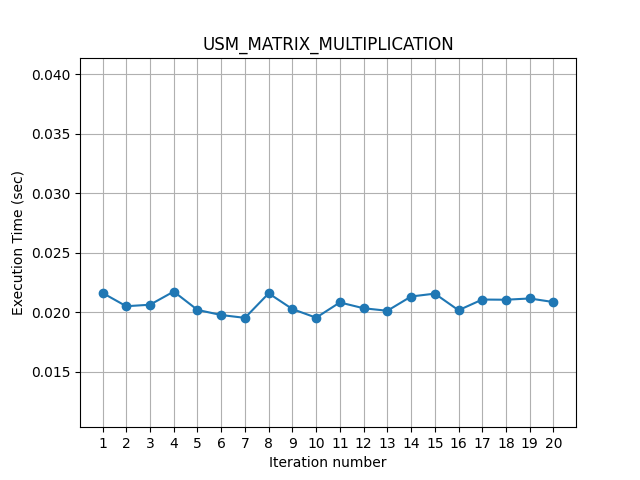 USM_MATRIX_MULTIPLICATION
0.040
0.035
0.030
0.025
0.020
0.015
Execution Time (sec)
1 2 3 4 5 6 7 8 9 10 11 12 13 14 15 16 17 18 19 20
Iteration number